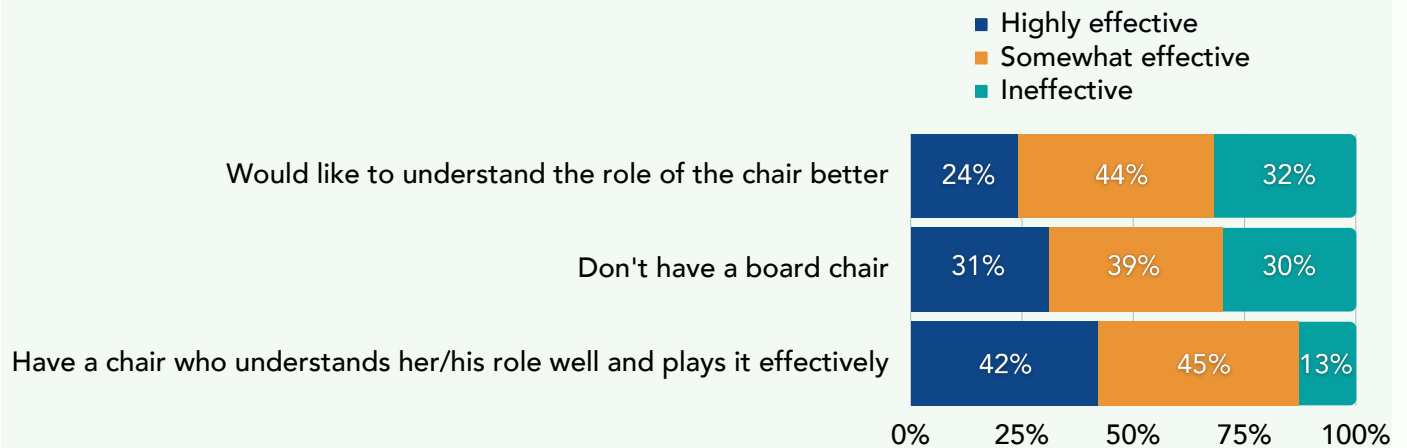 Highly effective
Somewhat effective
Ineffective
Would like to understand the role of the chair better
24%
44%
32%
Don't have a board chair
31%
39%
30%
Have a chair who understands her/his role well and plays it effectively
42%
45%
13%
0%
25%
50%
75%
100%